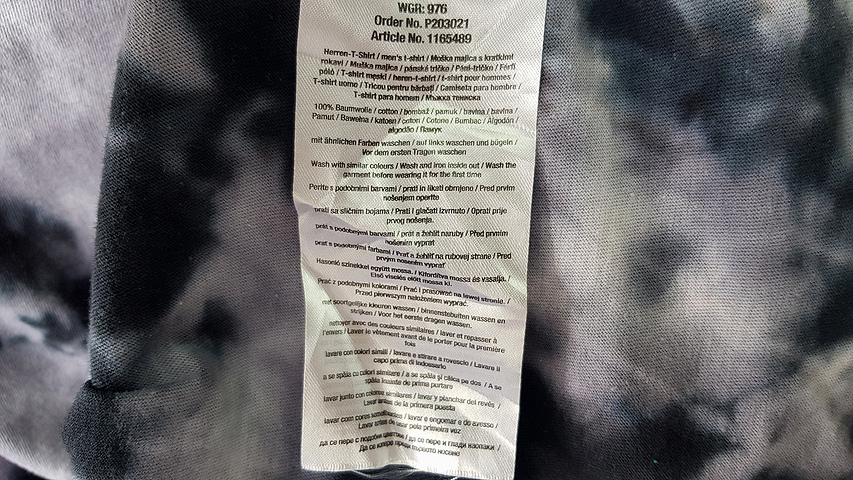 WGR: 976
Order No. P203021
Article No. 1165489
Herren-T-Shirt / men's t-shirt / Moška majica s kratkimi
rokavi / Muška majica / pánské tričko / Páni-tričko / Férfi
póló / T-shirt męski / heren-t-shirt / t-shirt pour hommes /
T-shirt uomo / Tricou pentru bărbați / Camiseta para hombre /
T-shirt para homem / Мъжка тениска
100% Baumwolle / cotton / bombaž / pamuk / bavlna / bavlna /
Pamut / Bawełna / katoen / coton / Cotone / Bumbac / Algodón /
algodão / Памук
mit ähnlichen Farben waschen / auf links waschen und bügeln /
Vor dem ersten Tragen waschen
Wash with similar colours / Wash and iron inside out / Wash the
garment before wearing it for the first time
Perite s podobnimi barvami / prati in likati obrnjeno / Pred prvim
nošenjem operite
prati sa sličnim bojama / Prati i glačati izvrnuto / Oprati prije
prvog nošenja.
prát s podobnými barvami / prát a žehlit naruby / Před prvním
nošením vyprat
prať s podobnými farbami / Prať a žehliť na rubovej strane / Pred
prvým nosením vyprať
Hasonló színekkel együtt mossa. / Kifordítva mossa és vasalja. /
Első viselés előtt mossa ki.
Prać z podobnymi kolorami / Prać i prasować na lewej stronie. /
Przed pierwszym nałożeniem wyprać.
met soortgelijke kleuren wassen / binnenstebuiten wassen en
strijken / Voor het eerste dragen wassen.
nettoyer avec des couleurs similaires / laver et repasser à
l'envers / Laver le vêtement avant de le porter pour la première
fois
lavare con colori simili / lavare e stirare a rovescio / Lavare il
capo prima di indossarlo
a se spăla cu culori similare / a se spăla și călca pe dos / A se
spăla înainte de prima purtare
lavar junto con colores similares / lavar y planchar del revés /
Lavar antes de la primera puesta
lavar com cores semelhantes / lavar e engomar e do avesso /
Lavar antes de usar pela primeira vez
да се пере с подобни цветове / да се пере и глади наопаки /
Да се изпере преди първото носене